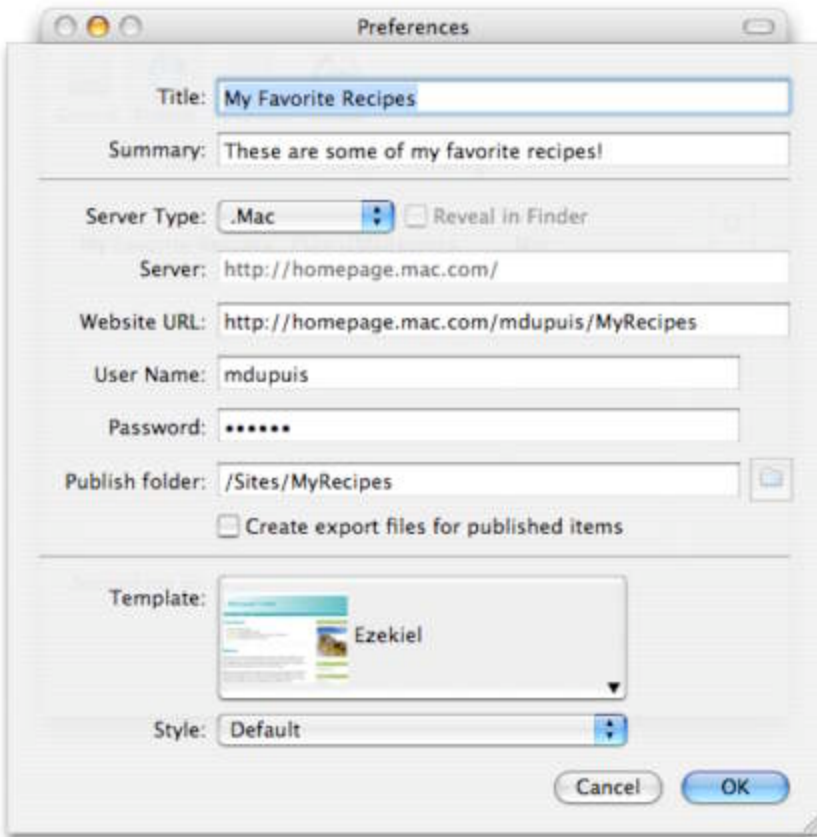 Preferences
Title: My Favorite Recipes
Summary: These are some of my favorite recipes!
Server Type: .Mac Reveal in Finder
Server: http://homepage.mac.com/
Website URL: http://homepage.mac.com/mdupuis/MyRecipes
User Name: mdupuis
Password: ••••••
Publish folder: /Sites/MyRecipes
Create export files for published items
Template: Ezekiel
Style: Default
Cancel OK